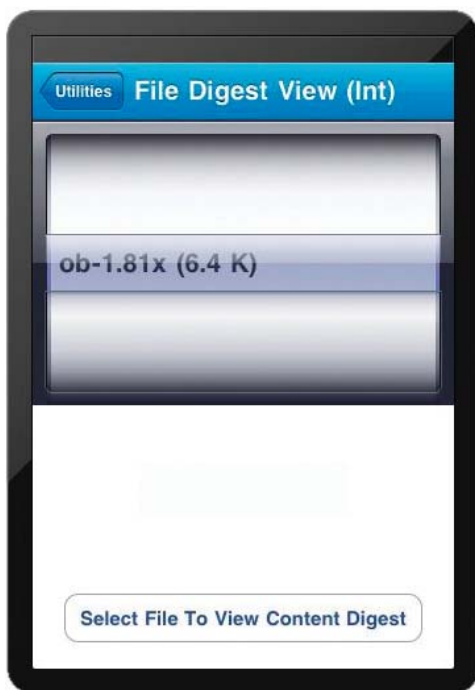 Utilities
File Digest View (Int)
ob-1.81x (6.4 K)
Select File To View Content Digest